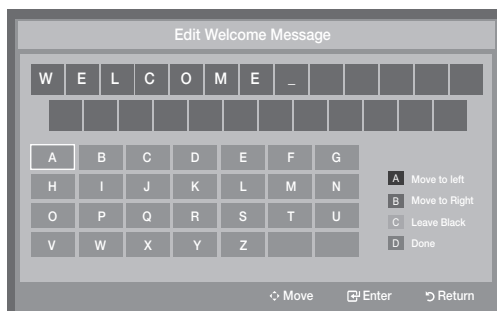 Edit Welcome Message
W E L C O M E _
A B C D E F G
H I J K L M N
O P Q R S T U
V W X Y Z
A Move to left
B Move to Right
C Leave Black
D Done
Move Enter Return